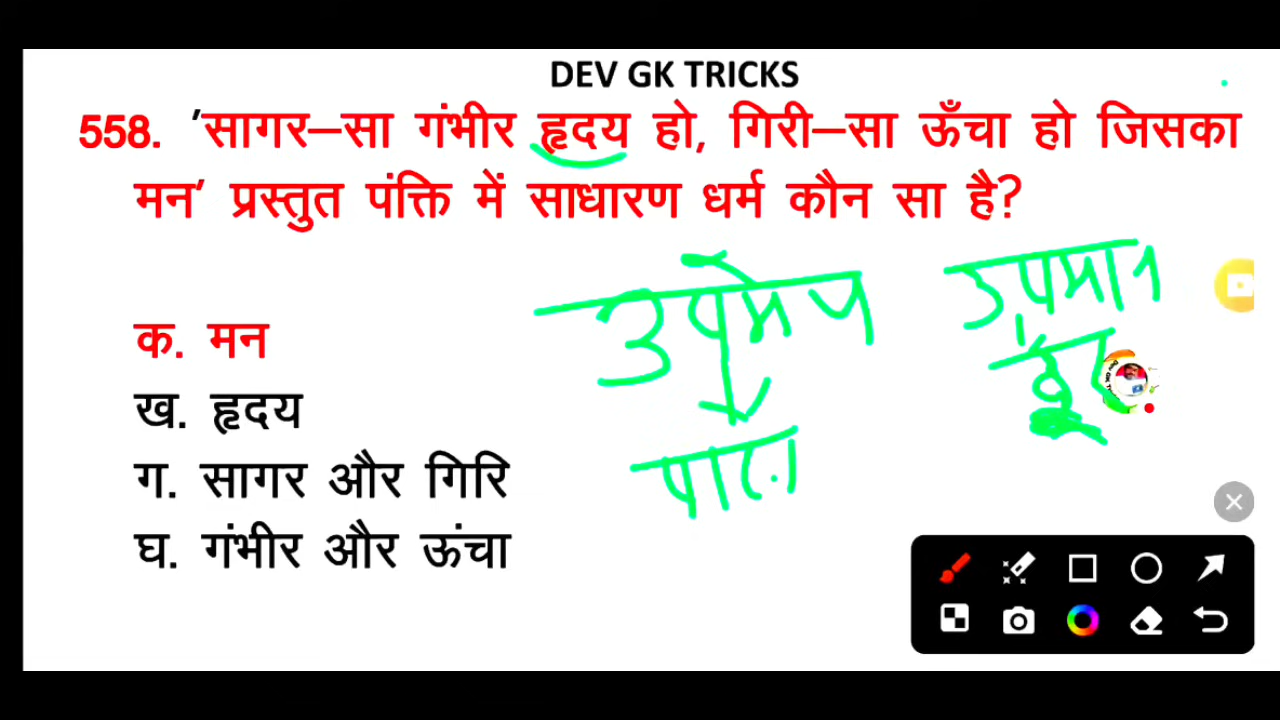 DEV GK TRICKS
558. 'सागर–सा गंभीर हृदय हो, गिरी–सा ऊँचा हो जिसका
मन' प्रस्तुत पंक्ति में साधारण धर्म कौन सा है?
उपमेय उपमान
क. मन
ख. हृदय
ग. सागर और गिरि
घ. गंभीर और ऊंचा